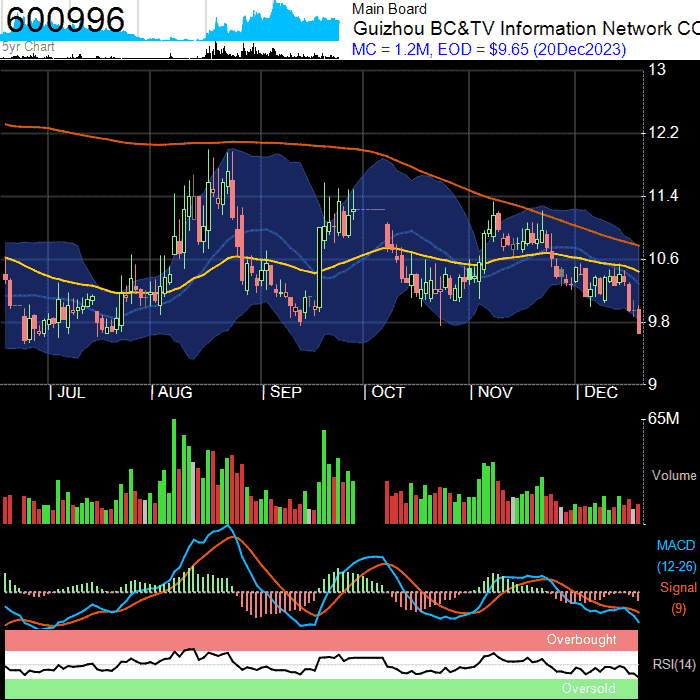 600996
5yr Chart
Main Board
Guizhou BC&TV Information Network CO
MC = 1.2M, EOD = $9.65 (20Dec2023)
13
12.2
11.4
10.6
9.8
9
JUL
AUG
SEP
OCT
NOV
DEC
65M
Volume
MACD
(12-26)
Signal
(9)
Overbought
RSI(14)
Oversold